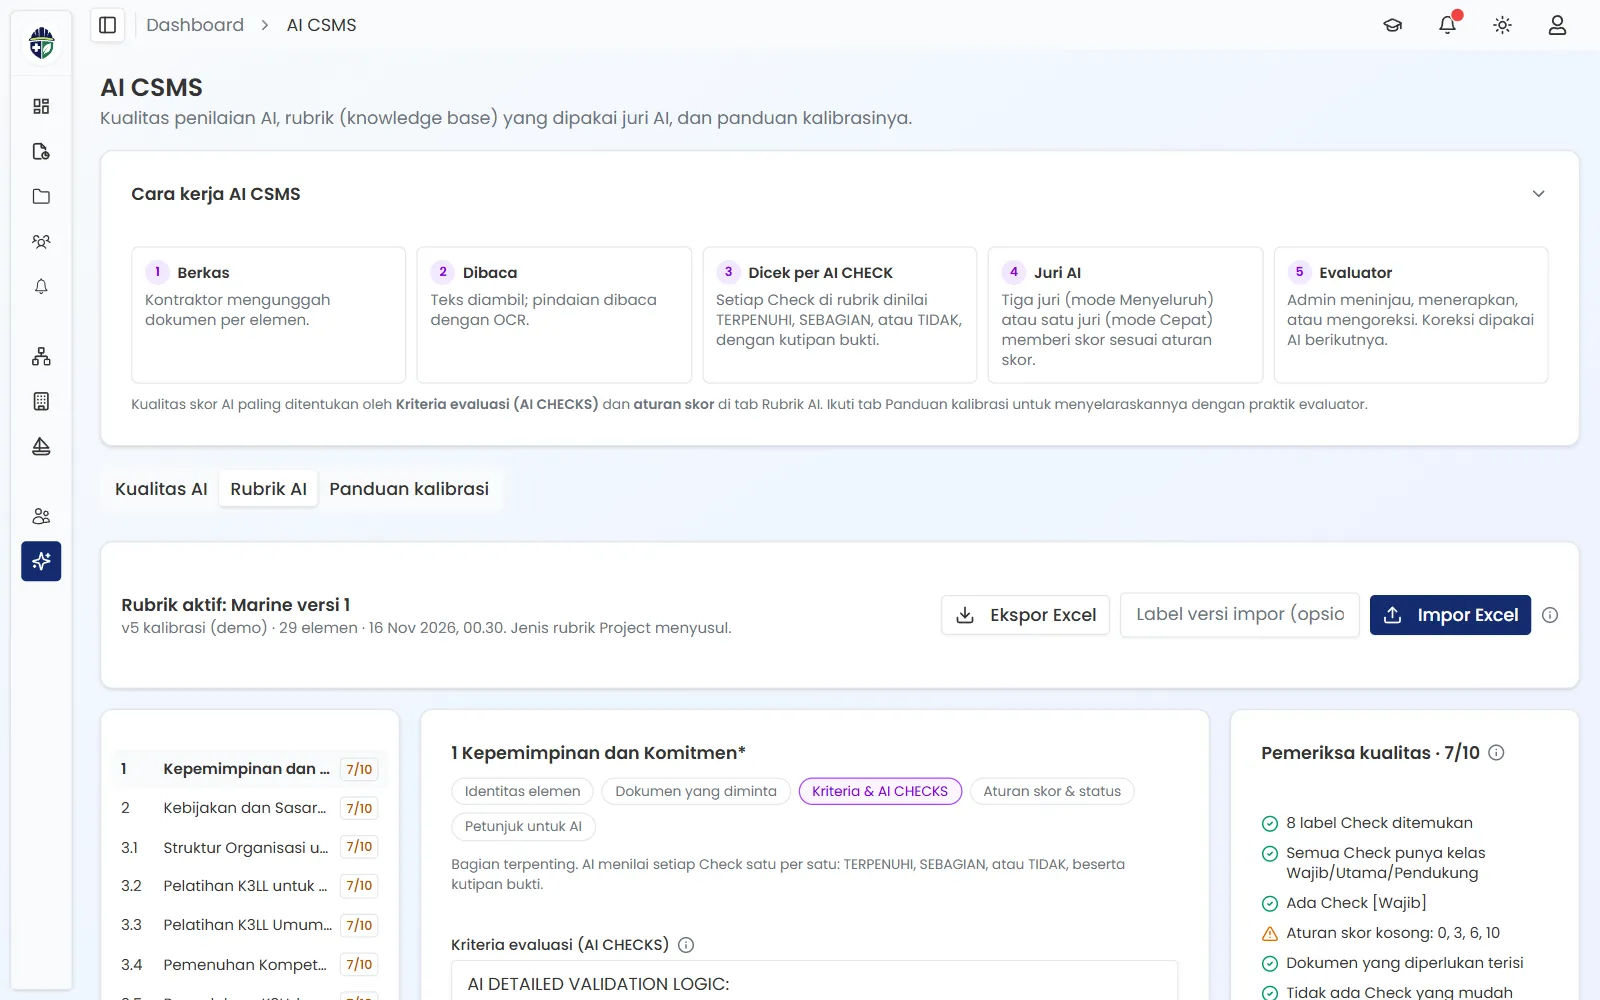 Dashboard > AI CSMS
AI CSMS
Kualitas penilaian AI, rubrik (knowledge base) yang dipakai juri AI, dan panduan kalibrasinya.
Cara kerja AI CSMS
1 Berkas
Kontraktor mengunggah
dokumen per elemen.
2 Dibaca
Teks diambil; pindaian dibaca
dengan OCR.
3 Dicek per AI CHECK
Setiap Check di rubrik dinilai
TERPENUHI, SEBAGIAN, atau TIDAK,
dengan kutipan bukti.
4 Juri AI
Tiga juri (mode Menyeluruh)
atau satu juri (mode Cepat)
memberi skor sesuai aturan
skor.
5 Evaluator
Admin meninjau, menerapkan,
atau mengoreksi. Koreksi dipakai
AI berikutnya.
Kualitas skor AI paling ditentukan oleh Kriteria evaluasi (AI CHECKS) dan aturan skor di tab Rubrik AI. Ikuti tab Panduan kalibrasi untuk menyelaraskannya dengan praktik evaluator.
Kualitas AI
Rubrik AI
Panduan kalibrasi
Rubrik aktif: Marine versi 1
v5 kalibrasi (demo) · 29 elemen · 16 Nov 2026, 00.30. Jenis rubrik Project menyusul.
Ekspor Excel
Label versi impor (opsio
Impor Excel
1 Kepemimpinan dan ... 7/10
2 Kebijakan dan Sasar... 7/10
3.1 Struktur Organisasi u... 7/10
3.2 Pelatihan K3LL untuk ... 7/10
3.3 Pelatihan K3LL Umum... 7/10
3.4 Pemenuhan Kompet... 7/10
1 Kepemimpinan dan Komitmen*
Identitas elemen
Dokumen yang diminta
Kriteria & AI CHECKS
Aturan skor & status
Petunjuk untuk AI
Bagian terpenting. AI menilai setiap Check satu per satu: TERPENUHI, SEBAGIAN, atau TIDAK, beserta
kutipan bukti.
Kriteria evaluasi (AI CHECKS)
AI DETAILED VALIDATION LOGIC:
Pemeriksa kualitas · 7/10
8 label Check ditemukan
Semua Check punya kelas
Wajib/Utama/Pendukung
Ada Check [Wajib]
Aturan skor kosong: 0, 3, 6, 10
Dokumen yang diperlukan terisi
Tidak ada Check yang mudah